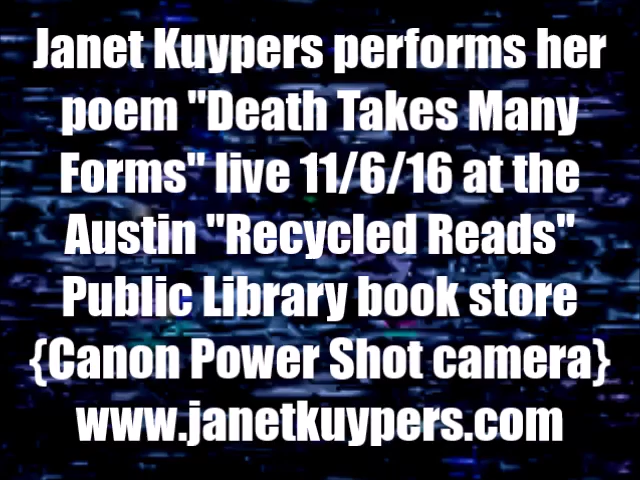 Janet Kuypers performs her
poem "Death Takes Many
Forms" live 11/6/16 at the
Austin "Recycled Reads"
Public Library book store
{Canon Power Shot camera}
www.janetkuypers.com